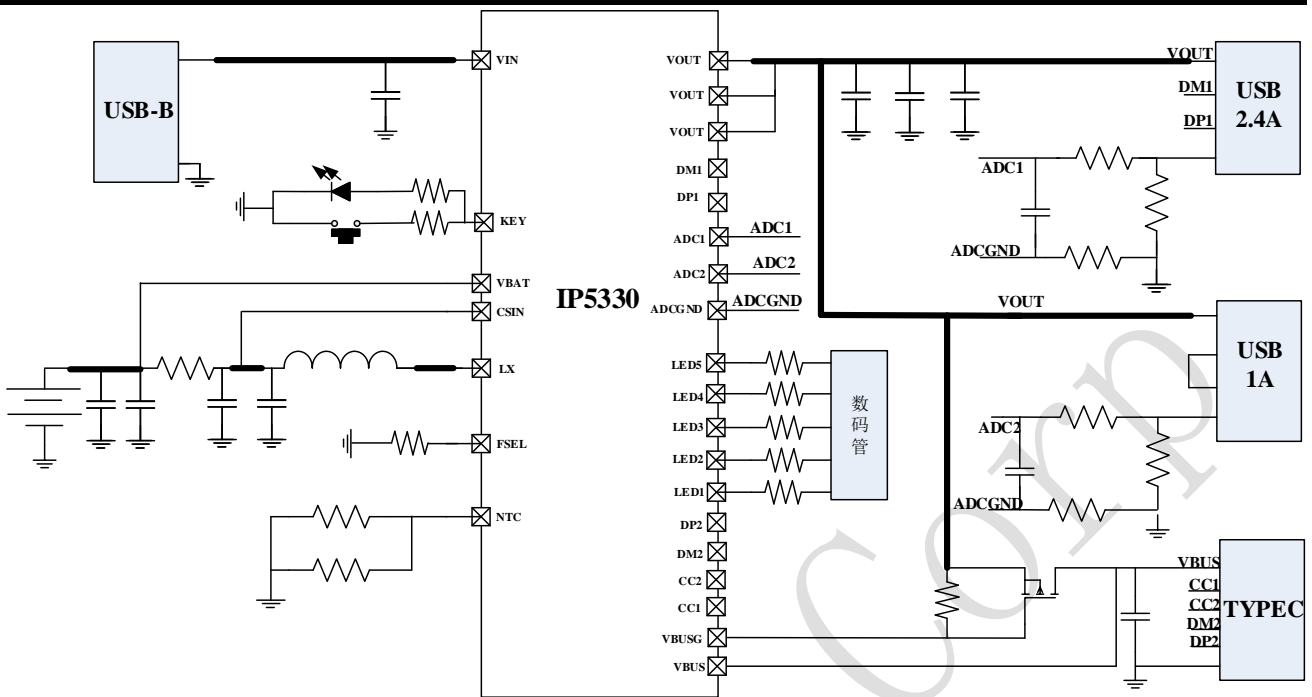 USB-B
VIN
KEY
VBAT
CSIN
LX
FSEL
NTC
IP5330
VOUT
VOUT
VOUT
DM1
DP1
ADC1
ADC2
ADCGND
LED5
LED4
LED3
LED2
LED1
DP2
DM2
CC2
CC1
VBUSG
VBUS
ADC1
ADC2
ADCGND
数码管
VOUT
DM1
DP1
USB
2.4A
ADC1
ADCGND
VOUT
USB
1A
ADC2
ADCGND
VBUS
CC1
CC2
DM2
DP2
TYPEC
Corp